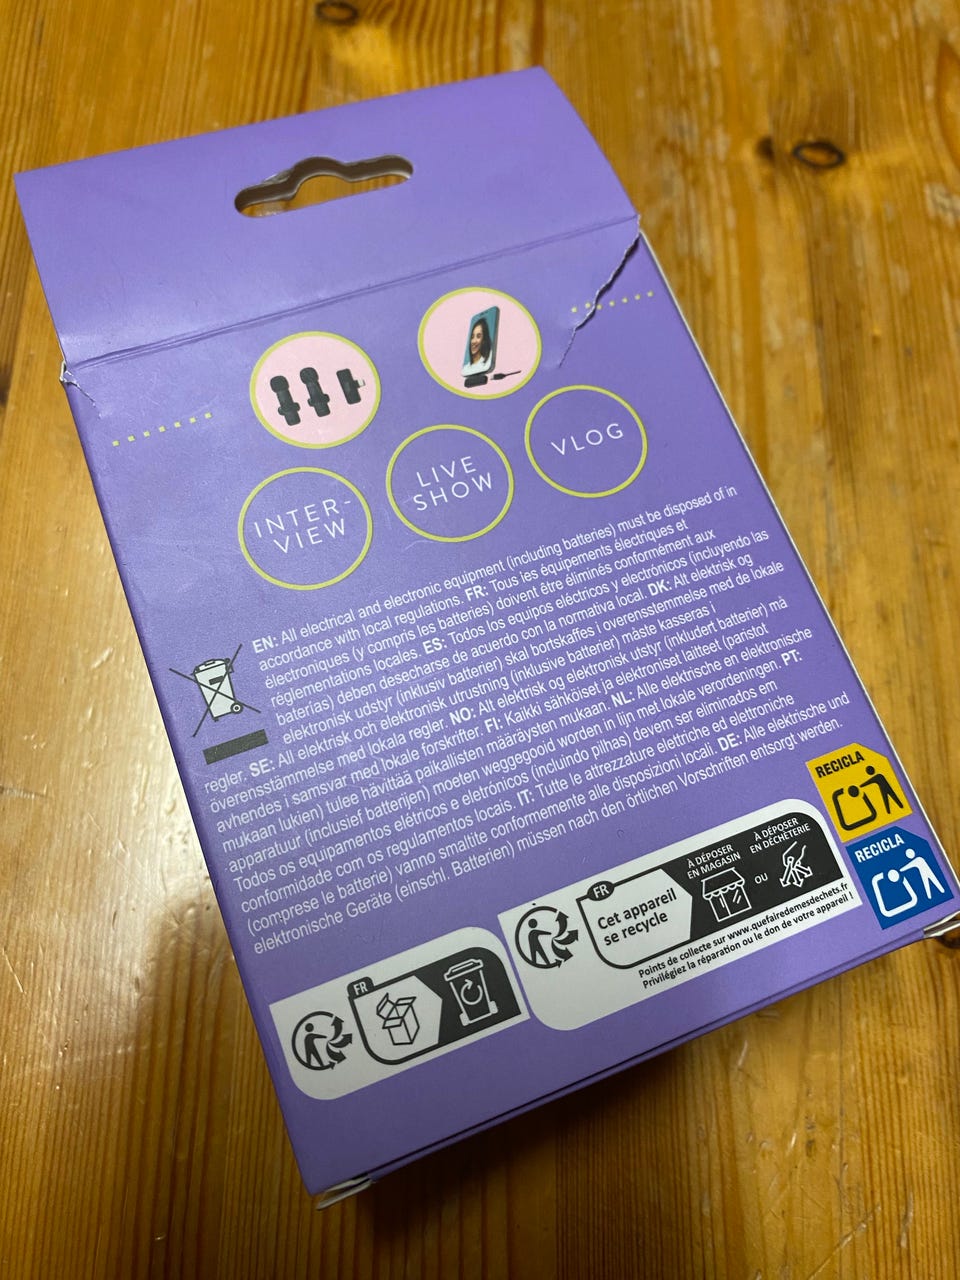 INTER-
VIEW
LIVE
SHOW
VLOG
EN: All electrical and electronic equipment (including batteries) must be disposed of in
accordance with local regulations. FR: Tous les équipements électriques et
électroniques (y compris les batteries) doivent être éliminés conformément aux
réglementations locales. ES: Todos los equipos eléctricos y electrónicos (incluyendo las
baterías) deben desecharse de acuerdo con la normativa local. DK: Alt elektrisk og
elektronisk udstyr (inklusiv batterier) skal bortskaffes i overensstemmelse med de lokale
regler. SE: All elektrisk och elektronisk utrustning (inklusive batterier) måste kasseras i
överensstämmelse med lokala regler. NO: Alt elektrisk og elektronisk utstyr (inkludert batterier) må
avhendes i samsvar med lokale forskrifter. FI: Kaikki sähköiset ja elektroniset laitteet (paristot
mukaan lukien) tulee hävittää paikallisten määräysten mukaan. NL: Alle elektrische en elektronische
apparatuur (inclusief batterijen) moeten weggegooid worden in lijn met lokale verordeningen. PT:
Todos os equipamentos elétricos e eletrónicos (incluindo pilhas) devem ser eliminados em
conformidade com os regulamentos locais. IT: Tutte le attrezzature elettriche ed elettroniche
(comprese le batterie) vanno smaltite conformemente alle disposizioni locali. DE: Alle elektrische und
elektronische Geräte (einschl. Batterien) müssen nach den örtlichen Vorschriften entsorgt werden.
RECICLA
RECICLA
FR
Cet appareil
se recycle
À DÉPOSER
EN MAGASIN
OU
À DÉPOSER
EN DÉCHÈTERIE
Points de collecte sur www.quefairedemesdechets.fr
Privilégiez la réparation ou le don de votre appareil !
FR